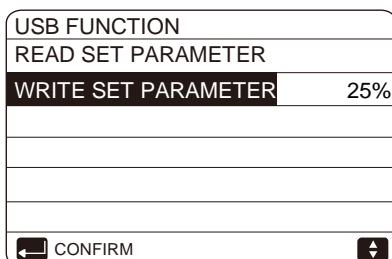 USB FUNCTION
READ SET PARAMETER
WRITE SET PARAMETER 25%
CONFIRM